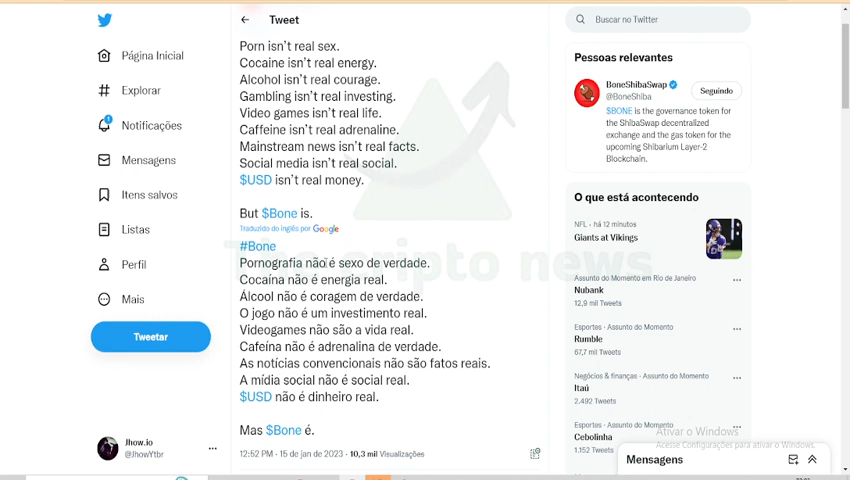 Tweet
Buscar no Twitter
Página Inicial
Explorar
1
Notificações
Mensagens
Itens salvos
Listas
Perfil
Mais
Tweetar
Jhow.io
@JhowYtbr
Porn isn't real sex.
Cocaine isn't real energy.
Alcohol isn't real courage.
Gambling isn't real investing.
Video games isn't real life.
Caffeine isn't real adrenaline.
Mainstream news isn't real facts.
Social media isn't real social.
$USD isn't real money.
But $Bone is.
Traduzido do inglês por Google
#Bone
Pornografia não é sexo de verdade.
Cocaína não é energia real.
Álcool não é coragem de verdade.
O jogo não é um investimento real.
Videogames não são a vida real.
Cafeína não é adrenalina de verdade.
As notícias convencionais não são fatos reais.
A mídia social não é social real.
$USD não é dinheiro real.
Mas $Bone é.
12:52 PM · 15 de jan de 2023 · 10,3 mil Visualizações
cripto news
Pessoas relevantes
BoneShibaSwap
@BoneShiba
Seguindo
$BONE is the governance token
for the ShibaSwap decentralized
exchange and the gas token for the
upcoming Shibarium Layer-2
Blockchain.
O que está acontecendo
NFL · há 12 minutos
Giants at Vikings
Assunto do Momento em Rio de Janeiro
Nubank
12,9 mil Tweets
Esportes · Assunto do Momento
Rumble
67,7 mil Tweets
Negócios & finanças · Assunto do Momento
Itaú
2.492 Tweets
Esportes · Assunto do Momento
Cebolinha
1.152 Tweets
Ativar o Windows
Acesse Configurações para ativar o Windows.
Mensagens